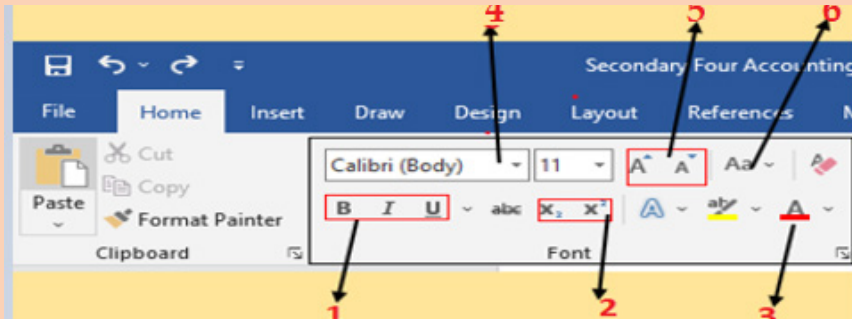 4 5 6
Secondary Four Accounting
File Home Insert Draw Design Layout References
Cut
Calibri (Body) 11 A A Aa
Copy
Paste
Format Painter
B I U abc X₂ X² A ab A
Clipboard Font
1 2 3